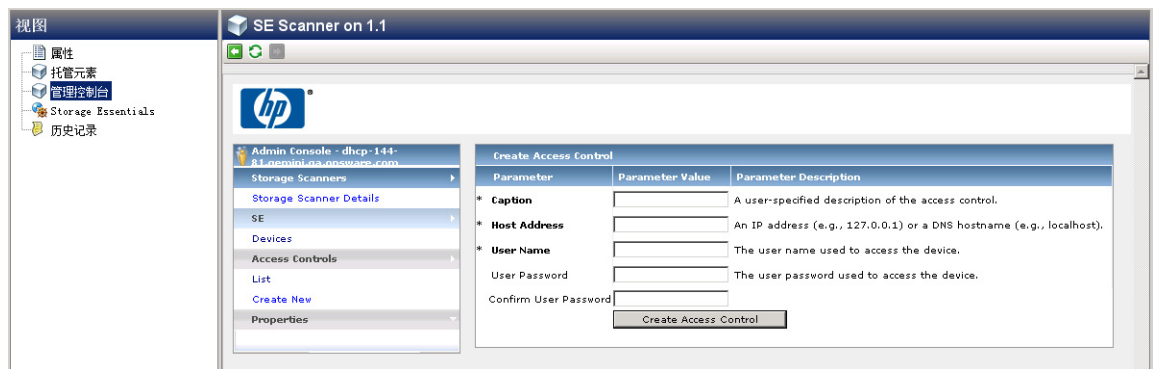 视图
属性
托管元素
管理控制台
Storage Essentials
历史记录
SE Scanner on 1.1
hp
Admin Console - dhcp-144-
81.gemini.qa.opsware.com
Storage Scanners
Storage Scanner Details
SE
Devices
Access Controls
List
Create New
Properties
Create Access Control
Parameter Parameter Value Parameter Description
* Caption A user-specified description of the access control.
* Host Address An IP address (e.g., 127.0.0.1) or a DNS hostname (e.g., localhost).
* User Name The user name used to access the device.
User Password The user password used to access the device.
Confirm User Password
Create Access Control